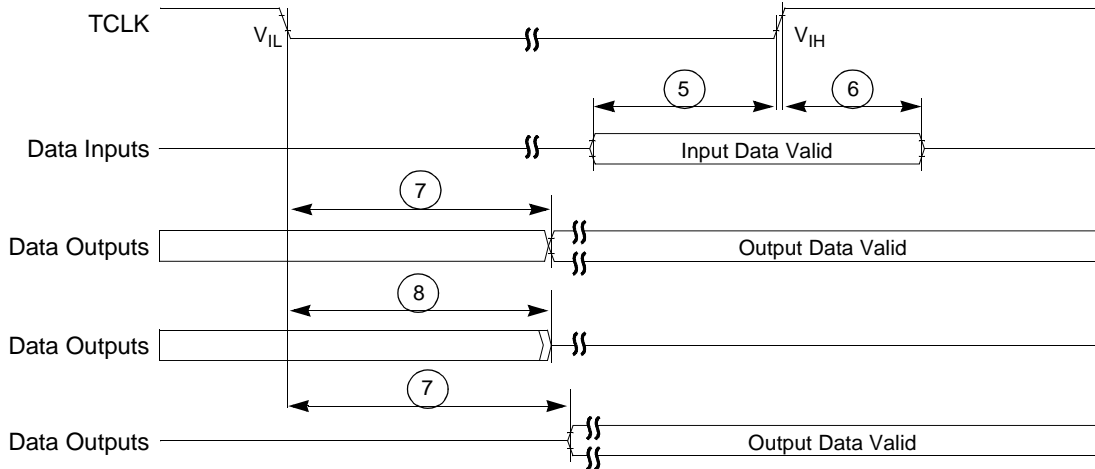 TCLK
VIL
VIH
5
6
Data Inputs
Input Data Valid
7
Data Outputs
Output Data Valid
8
Data Outputs
7
Data Outputs
Output Data Valid